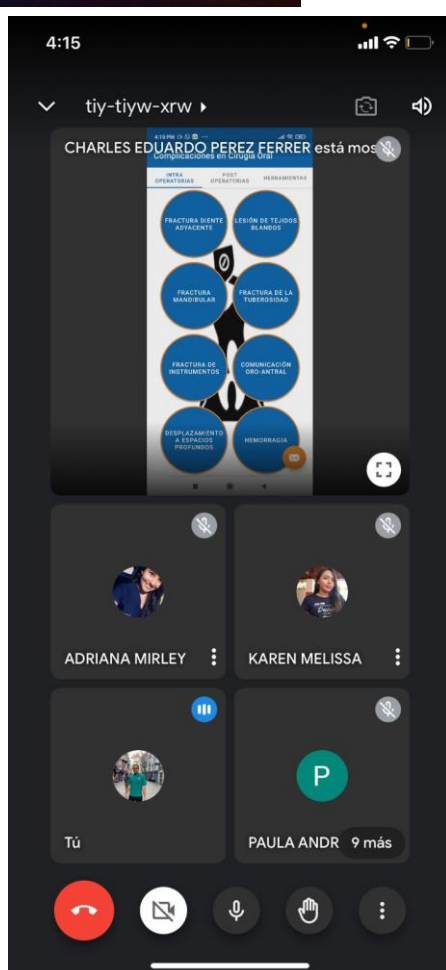 4:15
tiy-tiyw-xrw
CHARLES EDUARDO PEREZ FERRER está mos
Complicaciones en Cirugía Oral
INTRA
OPERATORIAS
POST
OPERATORIAS
HERRAMIENTAS
FRACTURA DIENTE
ADYACENTE
LESIÓN DE TEJIDOS
BLANDOS
FRACTURA
MANDIBULAR
FRACTURA DE LA
TUBEROSIDAD
FRACTURA DE
INSTRUMENTOS
COMUNICACIÓN
ORO-ANTRAL
DESPLAZAMIENTO
A ESPACIOS
PROFUNDOS
HEMORRAGIA
ADRIANA MIRLEY
KAREN MELISSA
Tú
P
PAULA ANDR
9 más